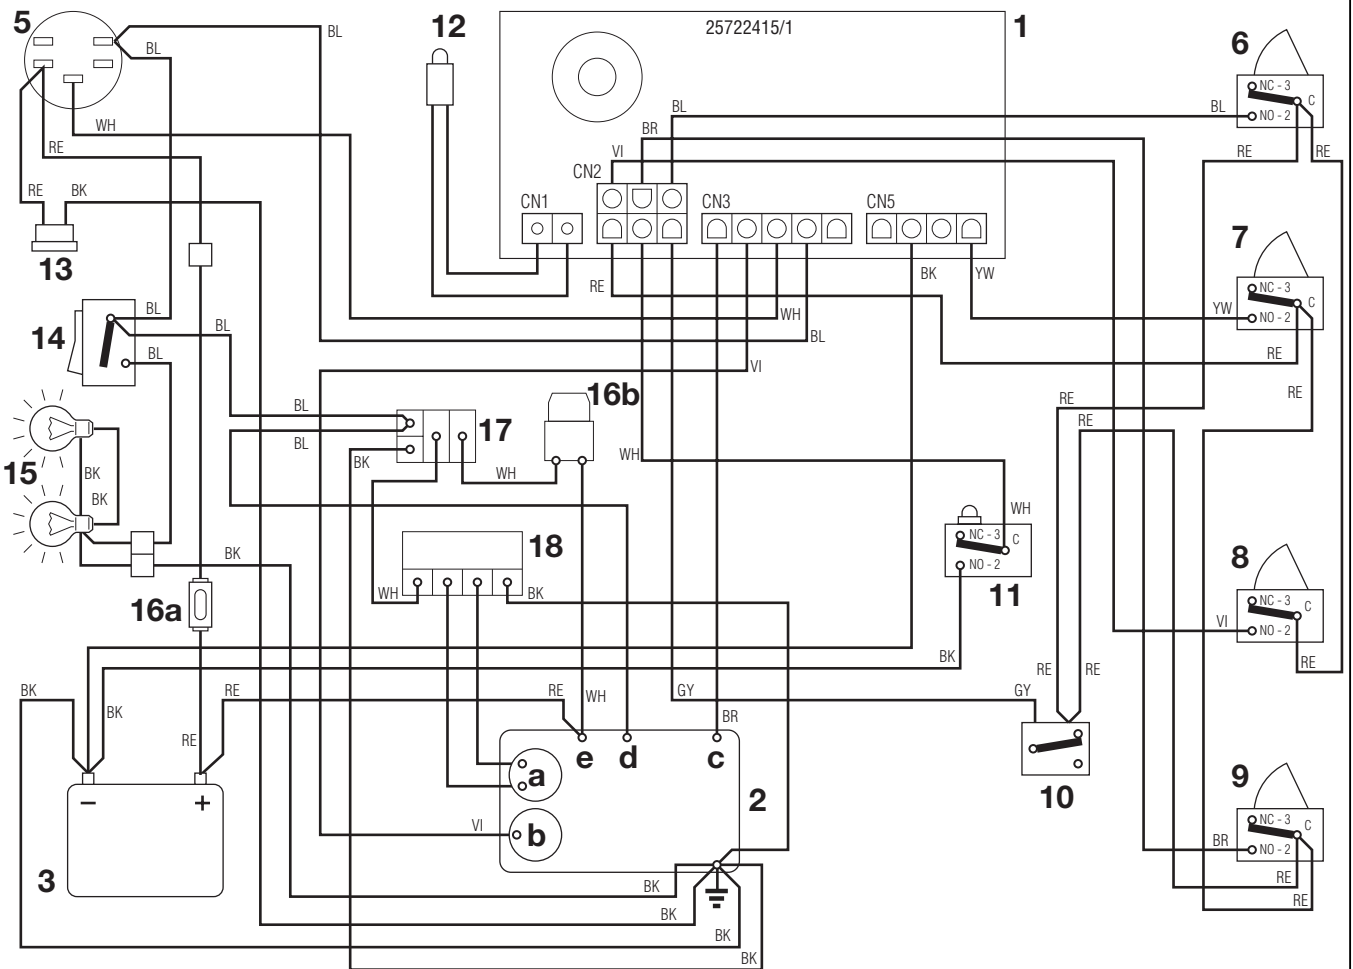 5
BL
12
25722415/1
1
6
BL
NC - 3
C
NO - 2
BL
BL
WH
BR
RE
VI
RE
RE
CN2
RE
BK
CN1
CN3
CN5
7
13
BK
YW
NC - 3
C
NO - 2
YW
RE
BL
WH
14
BL
BL
BL
RE
VI
RE
16b
RE
BL
17
RE
BL
BK
WH
WH
15
BK
BK
WH
NC - 3
C
NO - 2
11
18
BK
8
NC - 3
C
NO - 2
VI
16a
WH
BK
BK
RE
RE
RE
BK
RE
RE
WH
GY
GY
BK
BR
RE
e
d
c
a
2
10
9
−
+
VI
b
NC - 3
C
NO - 2
BR
3
BK
RE
RE
BK
BK
BK